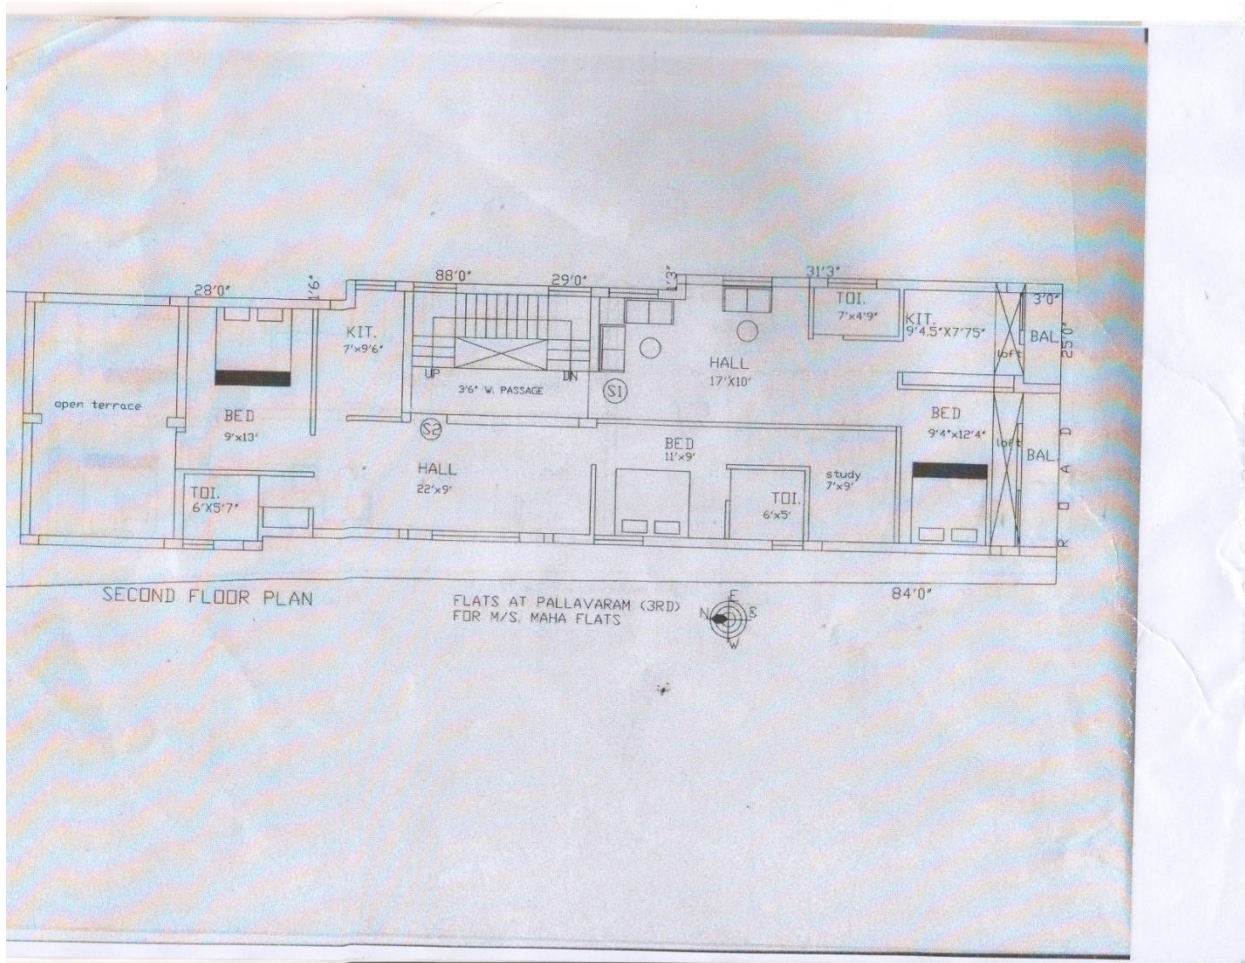 88'0"
28'0"
1'6"
29'0"
1'3"
31'3"
3'0"
KIT.
7'x9'6"
TOI.
7'x4'9"
KIT.
9'4.5"X7'75"
loft
BAL.
25'0"
UP
DN
3'6" W. PASSAGE
HALL
17'X10'
S1
open terrace
BED
9'x13'
S2
BED
11'x9'
BED
9'4"x12'4"
loft
BAL.
ROAD
HALL
22'x9'
study
7'x9'
TOI.
6'X5'7"
TOI.
6'x5'
SECOND FLOOR PLAN
FLATS AT PALLAVARAM (3RD)
FOR M/S. MAHA FLATS
E
N
S
W
84'0"